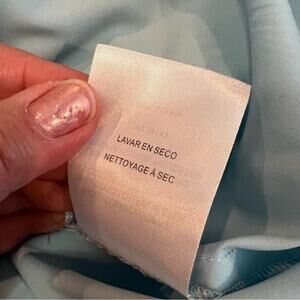 LAVAR EN SECO
NETTOYAGE À SEC